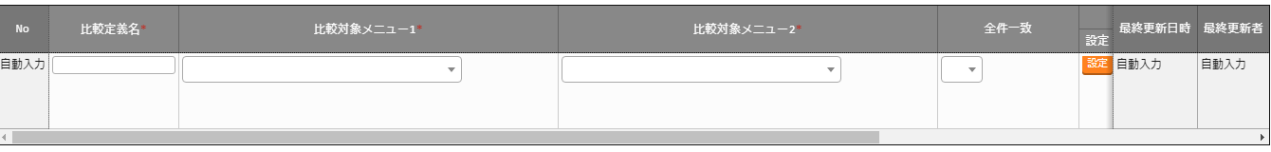 No 比較定義名* 比較対象メニュー1* 比較対象メニュー2* 全件一致 設定 最終更新日時 最終更新者
自動入力 設定 自動入力 自動入力